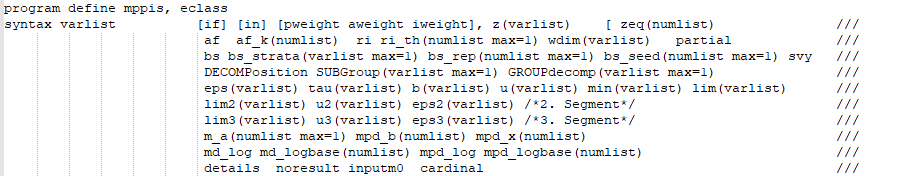 program define mppis, eclass
syntax varlist [if] [in] [pweight aweight iweight], z(varlist) [ zeq(numlist) ///
af af_k(numlist) ri ri_th(numlist max=1) wdim(varlist) partial ///
bs bs_strata(varlist max=1) bs_rep(numlist max=1) bs_seed(numlist max=1) svy ///
DECOMPosition SUBGroup(varlist max=1) GROUPdecomp(varlist max=1) ///
eps(varlist) tau(varlist) b(varlist) u(varlist) min(varlist) lim(varlist) ///
lim2(varlist) u2(varlist) eps2(varlist) /*2. Segment*/ ///
lim3(varlist) u3(varlist) eps3(varlist) /*3. Segment*/ ///
m_a(numlist max=1) mpd_b(numlist) mpd_x(numlist) ///
md_log md_logbase(numlist) mpd_log mpd_logbase(numlist) ///
details noresult inputm0 cardinal ///